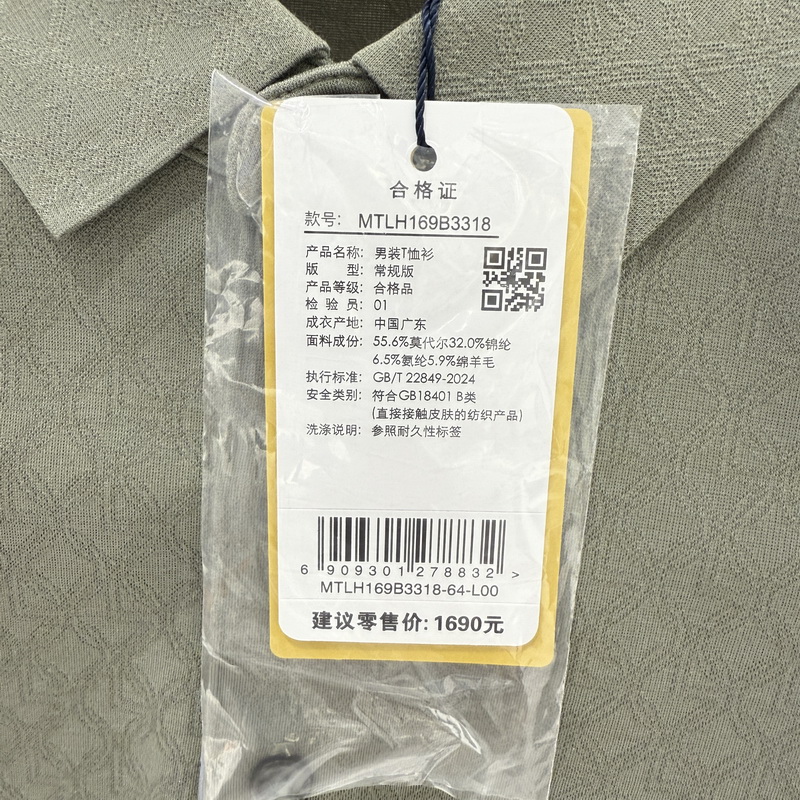 合格证
款号: MTLH169B3318
产品名称: 男装T恤衫
版 型: 常规版
产品等级: 合格品
检 验 员: 01
成衣产地: 中国广东
面料成份: 55.6%莫代尔32.0%锦纶
6.5%氨纶5.9%绵羊毛
执行标准: GB/T 22849-2024
安全类别: 符合GB18401 B类
(直接接触皮肤的纺织产品)
洗涤说明: 参照耐久性标签
6 909301 278832 >
MTLH169B3318-64-L00
建议零售价: 1690元